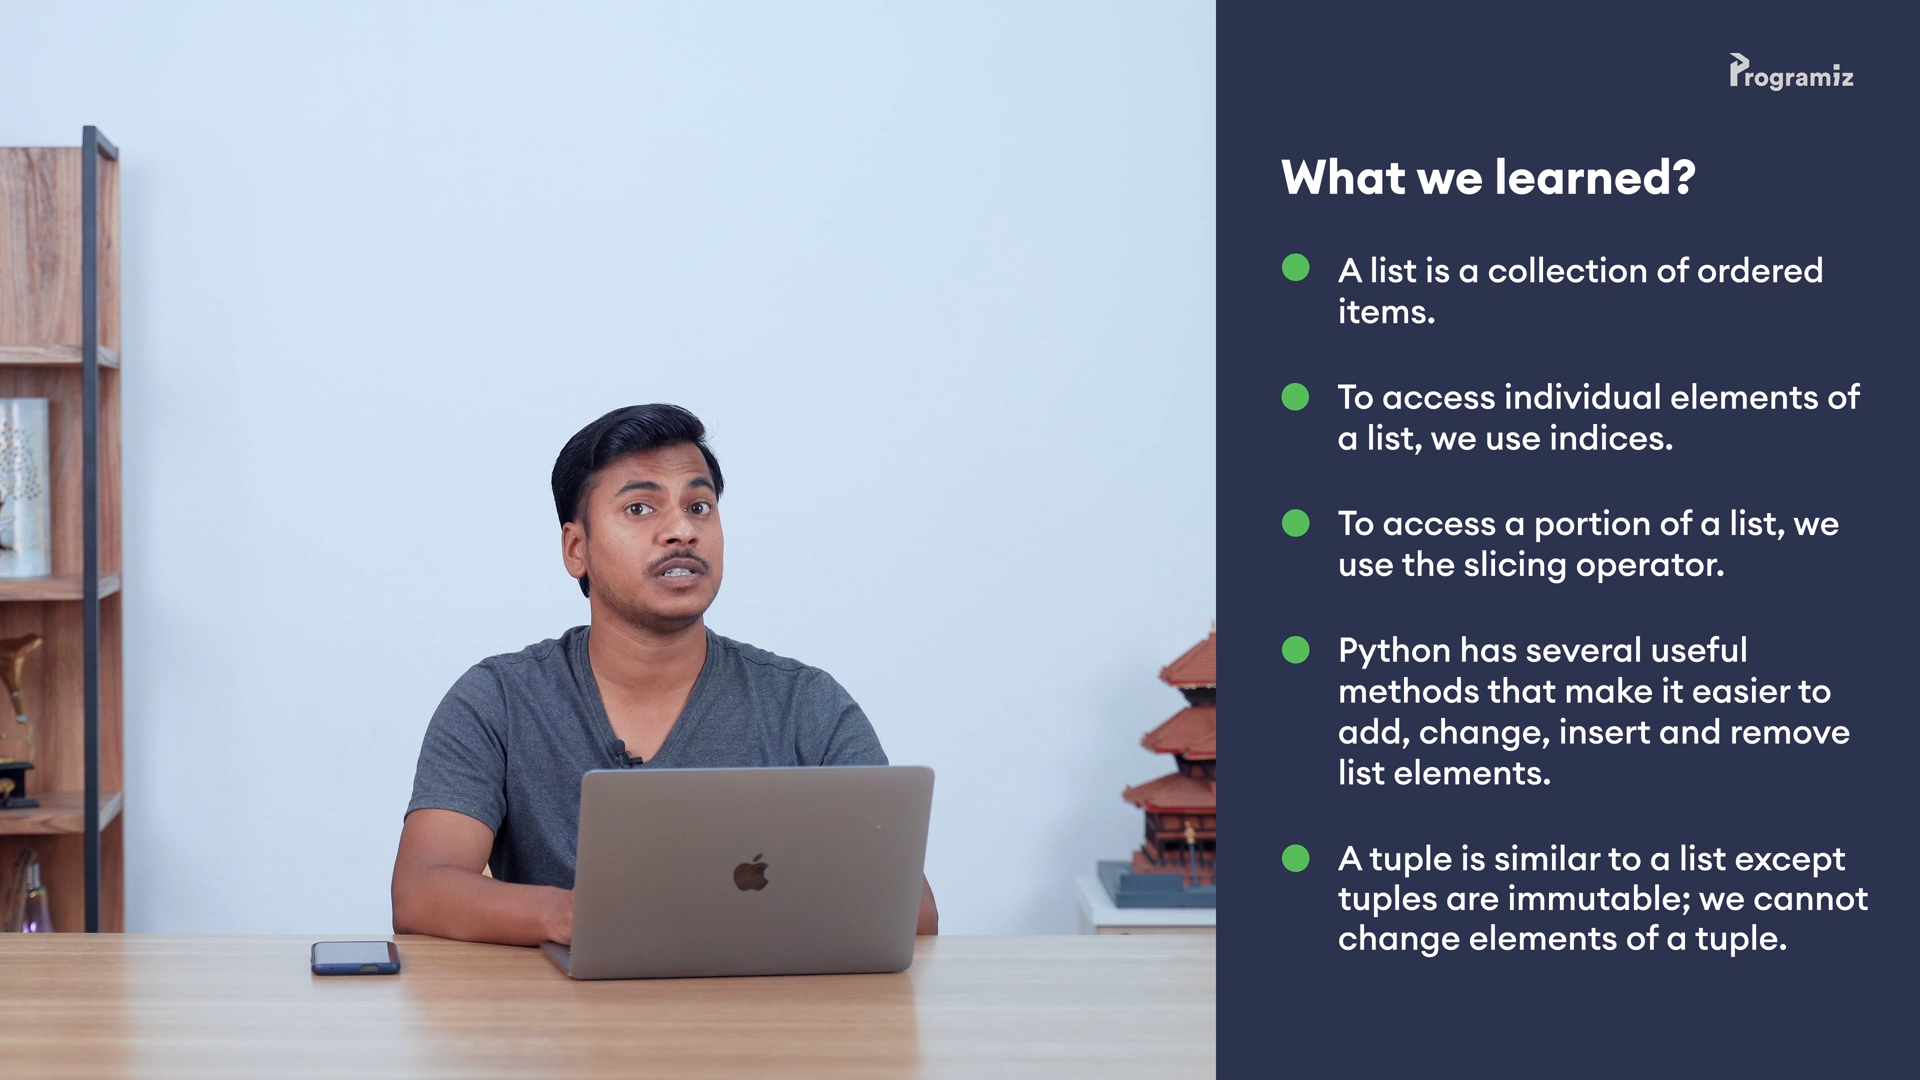 Programiz
What we learned?
A list is a collection of ordered
items.
To access individual elements of
a list, we use indices.
To access a portion of a list, we
use the slicing operator.
Python has several useful
methods that make it easier to
add, change, insert and remove
list elements.
A tuple is similar to a list except
tuples are immutable; we cannot
change elements of a tuple.